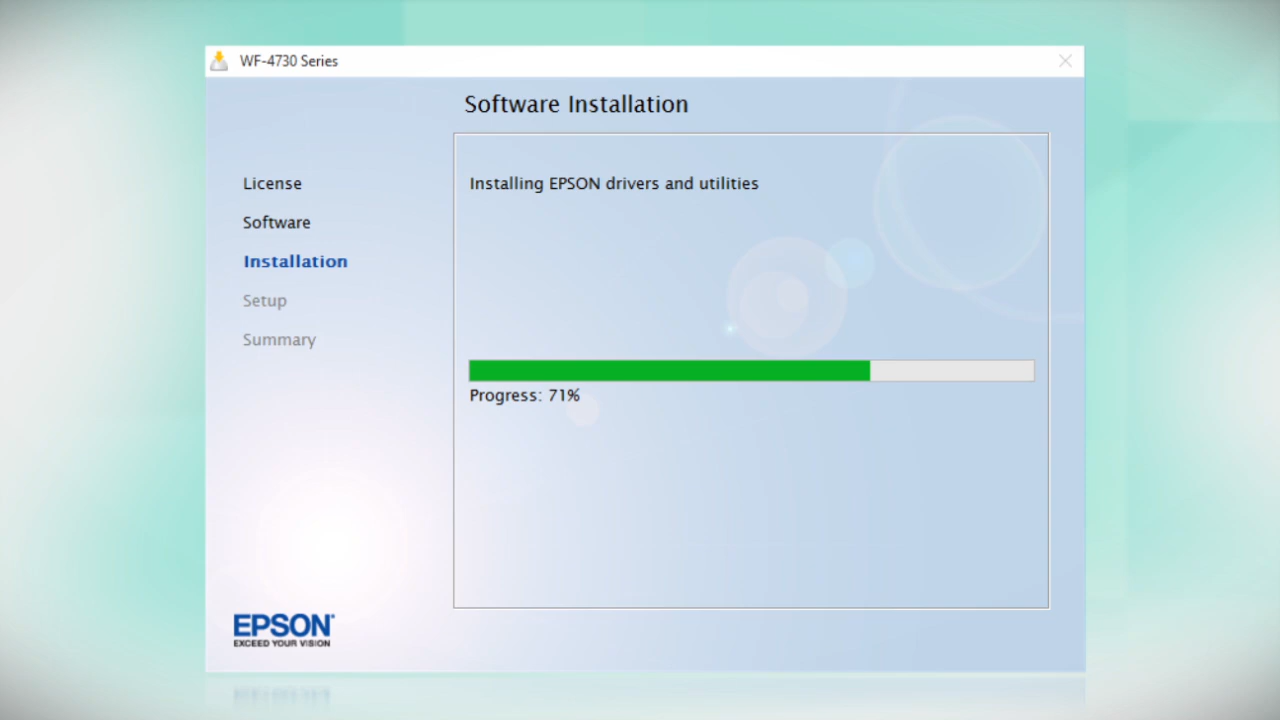 WF-4730 Series
Software Installation
License
Software
Installation
Setup
Summary
Installing EPSON drivers and utilities
Progress: 71%
EPSON
EXCEED YOUR VISION